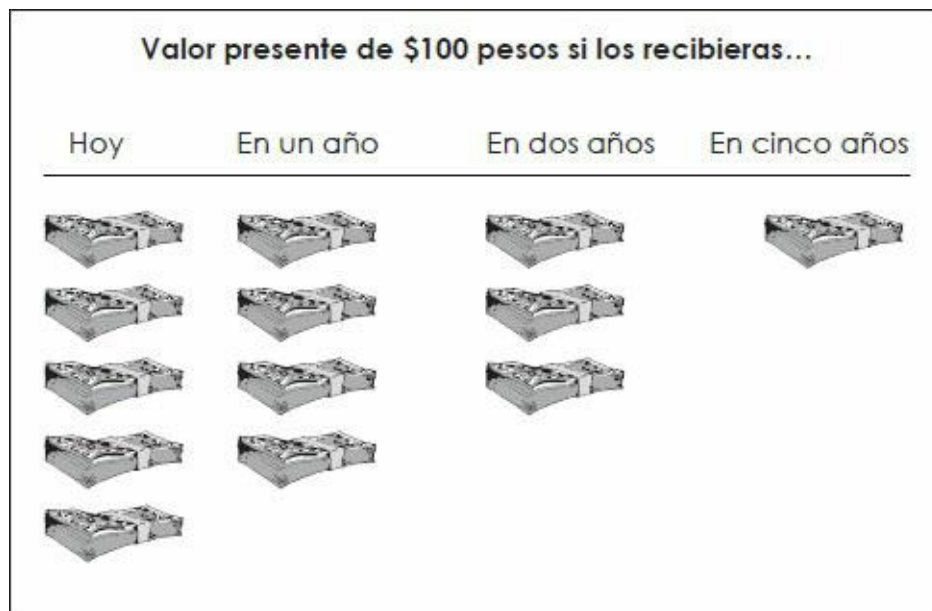 Valor presente de $100 pesos si los recibieras...
Hoy En un año En dos años En cinco años